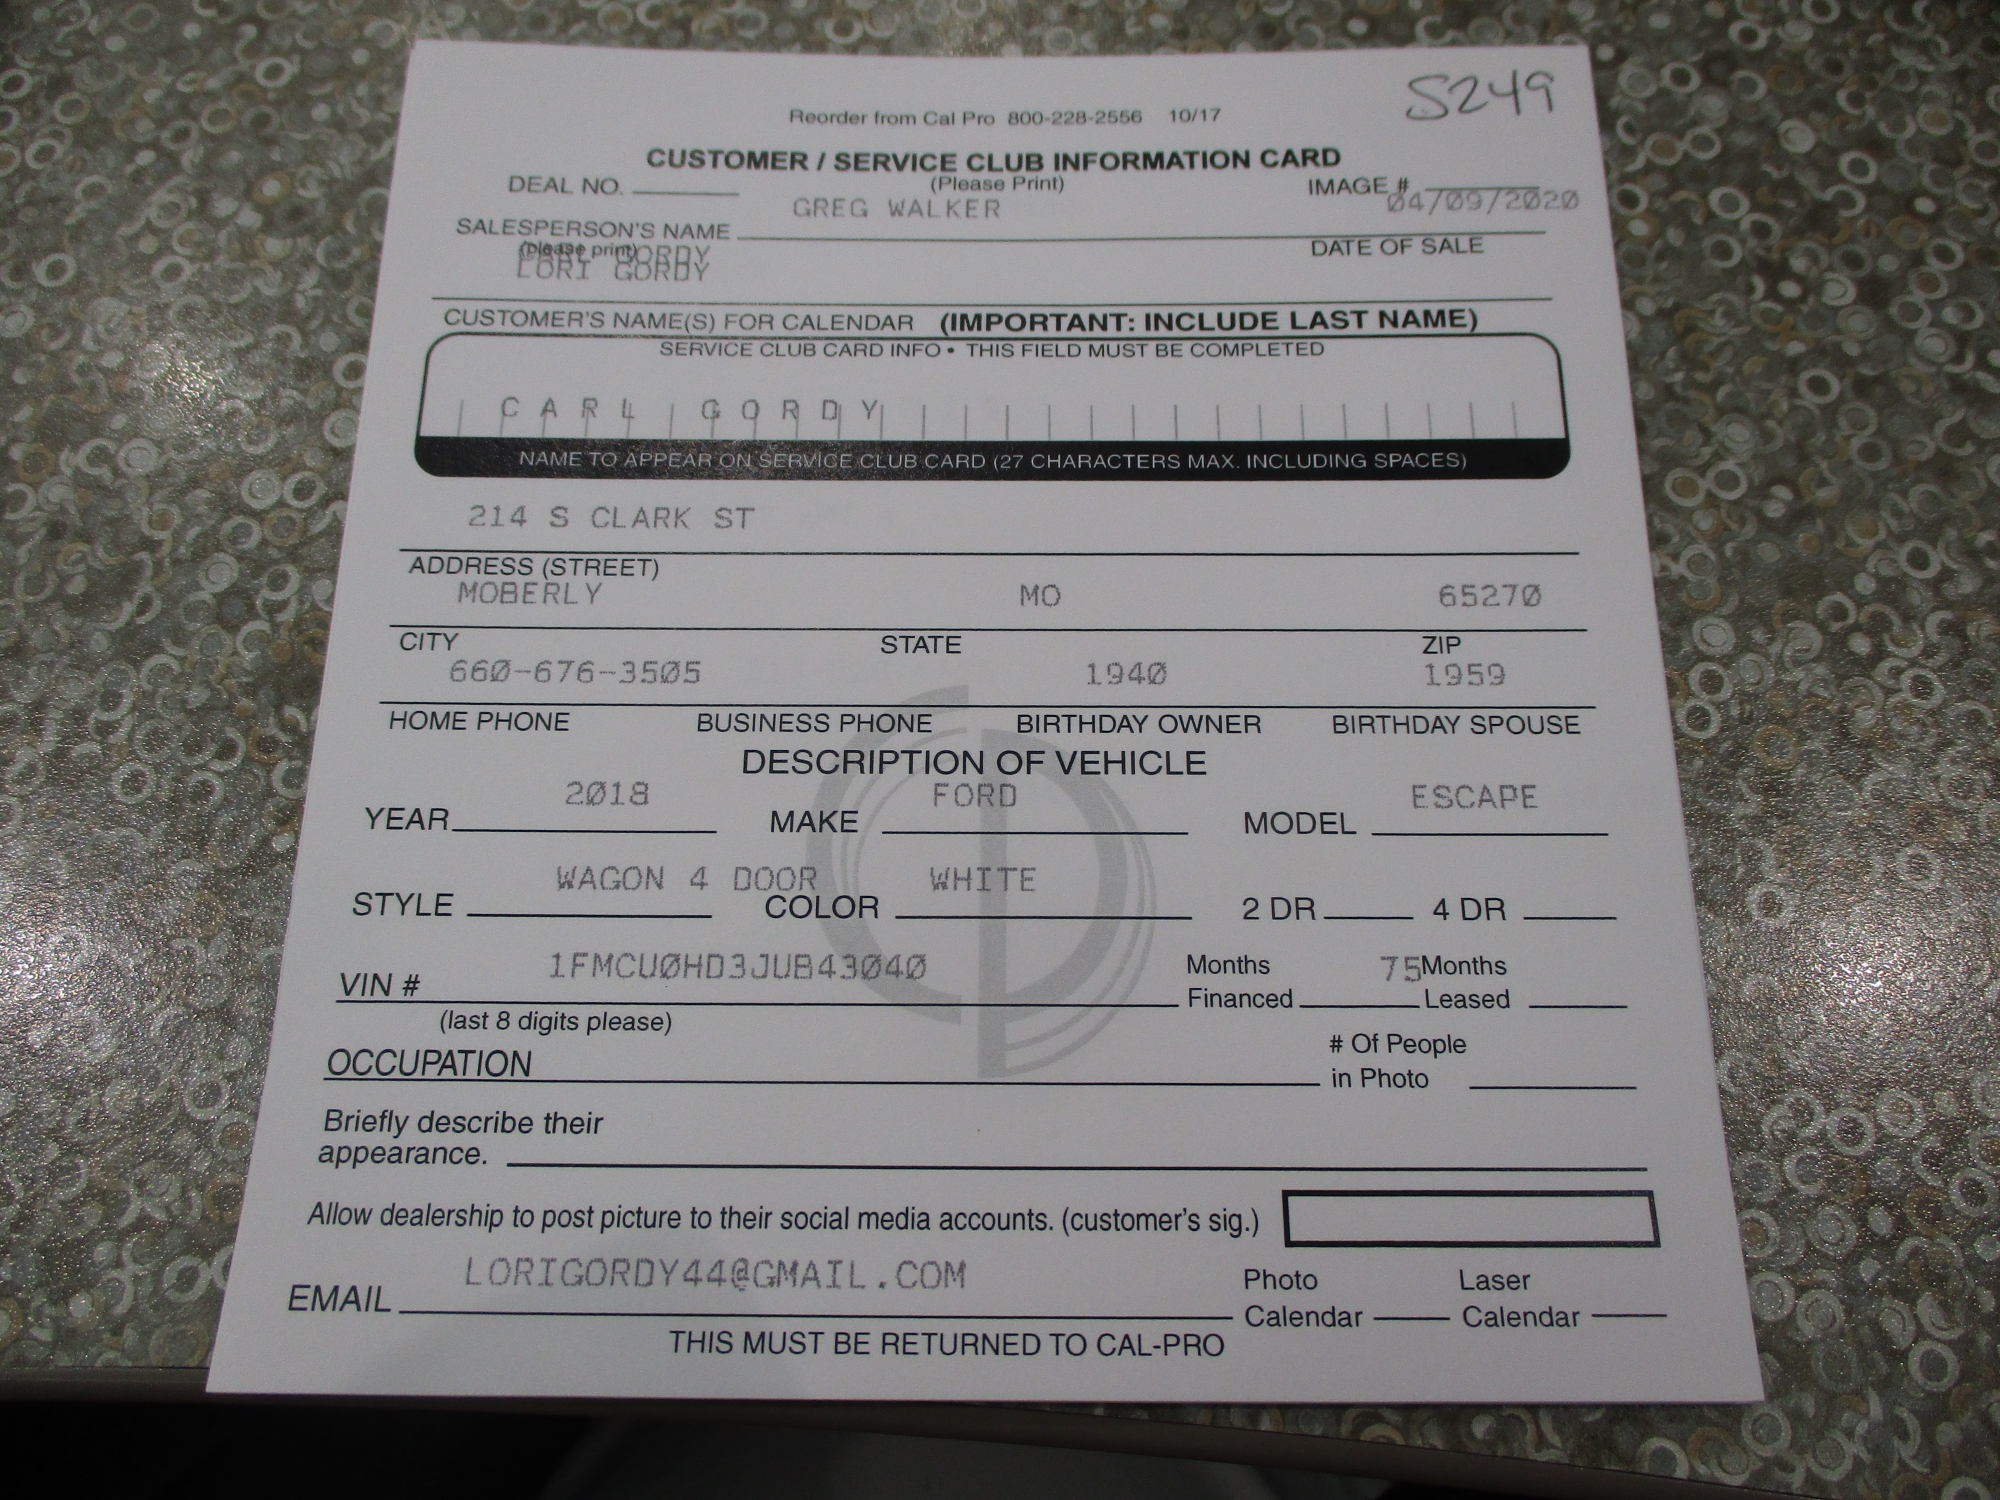 S249
Reorder from Cal Pro 800-228-2556 10/17
CUSTOMER / SERVICE CLUB INFORMATION CARD
DEAL NO. (Please Print) IMAGE #
GREG WALKER 04/09/2020
SALESPERSON'S NAME
(please print) GORDY DATE OF SALE
LORI GORDY
CUSTOMER'S NAME(S) FOR CALENDAR (IMPORTANT: INCLUDE LAST NAME)
SERVICE CLUB CARD INFO • THIS FIELD MUST BE COMPLETED
CARL GORDY
NAME TO APPEAR ON SERVICE CLUB CARD (27 CHARACTERS MAX. INCLUDING SPACES)
214 S CLARK ST
ADDRESS (STREET)
MOBERLY MO 65270
CITY STATE ZIP
660-676-3505 1940 1959
HOME PHONE BUSINESS PHONE BIRTHDAY OWNER BIRTHDAY SPOUSE
DESCRIPTION OF VEHICLE
2018 FORD ESCAPE
YEAR MAKE MODEL
WAGON 4 DOOR WHITE
STYLE COLOR 2 DR 4 DR
1FMCU0HD3JUB43040 Months 75 Months
VIN # Financed Leased
(last 8 digits please)
OCCUPATION # Of People
in Photo
Briefly describe their
appearance.
Allow dealership to post picture to their social media accounts. (customer's sig.)
LORIGORDY44@GMAIL.COM Photo Laser
EMAIL Calendar Calendar
THIS MUST BE RETURNED TO CAL-PRO